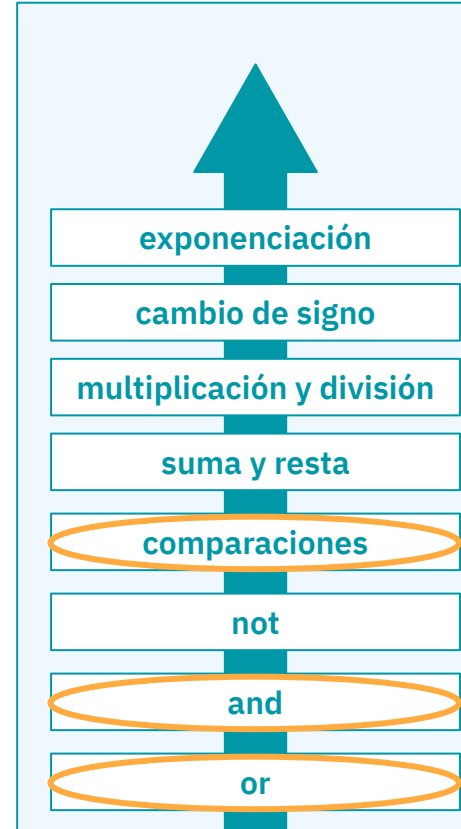 exponenciación
cambio de signo
multiplicación y división
suma y resta
comparaciones
not
and
or